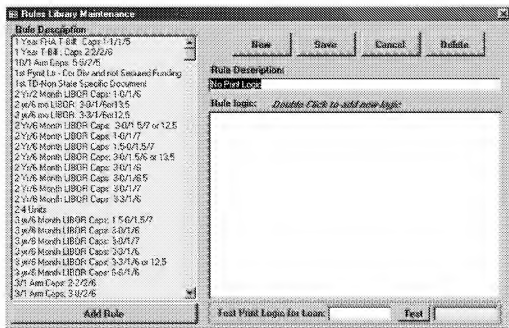 Rules Library Maintenance
Rule Description
1 Year FHA T-Bill Caps 1-1/1/5
1 Year T-Bill Caps 2-2/2/6
10/1 Arm Caps: 5-5/2/5
1st Pymt Ltr - Cor Div and not Secured Funding
1st TD-Non State Specific Document
2 Yr/2 Month LIBOR Caps: 1-0/1/6
2 yr/6 mo LIBOR: 3-0/1/6or13.5
2 yr/6 mo LIBOR: 3-3/1/6or12.5
2 Yr/6 Month LIBOR Caps: 3-0/1.5/7 or 12.5
2 Yr/6 Month LIBOR Caps: 1-0/1/7
2 Yr/6 Month LIBOR Caps: 1.5-0/1.5/7
2 Yr/6 Month LIBOR Caps: 3-0/1.5/6 or 13.5
2 Yr/6 Month LIBOR Caps: 3-0/1/6
2 Yr/6 Month LIBOR Caps: 3-0/1/6.5
2 Yr/6 Month LIBOR Caps: 3-0/1/7
2 Yr/6 Month LIBOR Caps: 3-3/1/6
2-4 Units
3 yr/6 Month LIBOR Caps: 1.5-0/1.5/7
3 yr/6 Month LIBOR Caps: 3-0/1/6
3 yr/6 Month LIBOR Caps: 3-0/1/7
3 yr/6 Month LIBOR Caps: 3-3/1/6
3 yr/6 Month LIBOR Caps: 3-3/1/6 or 12.5
3 yr/6 Month LIBOR Caps: 6-6/1/6
3/1 Arm Caps: 2-2/2/6
3/1 Arm Caps: 3-0/2/6
Add Rule
New Save Cancel Delete
Rule Description:
No Print Logic
Rule logic: Double Click to add new logic
Test Print Logic for Loan: Test